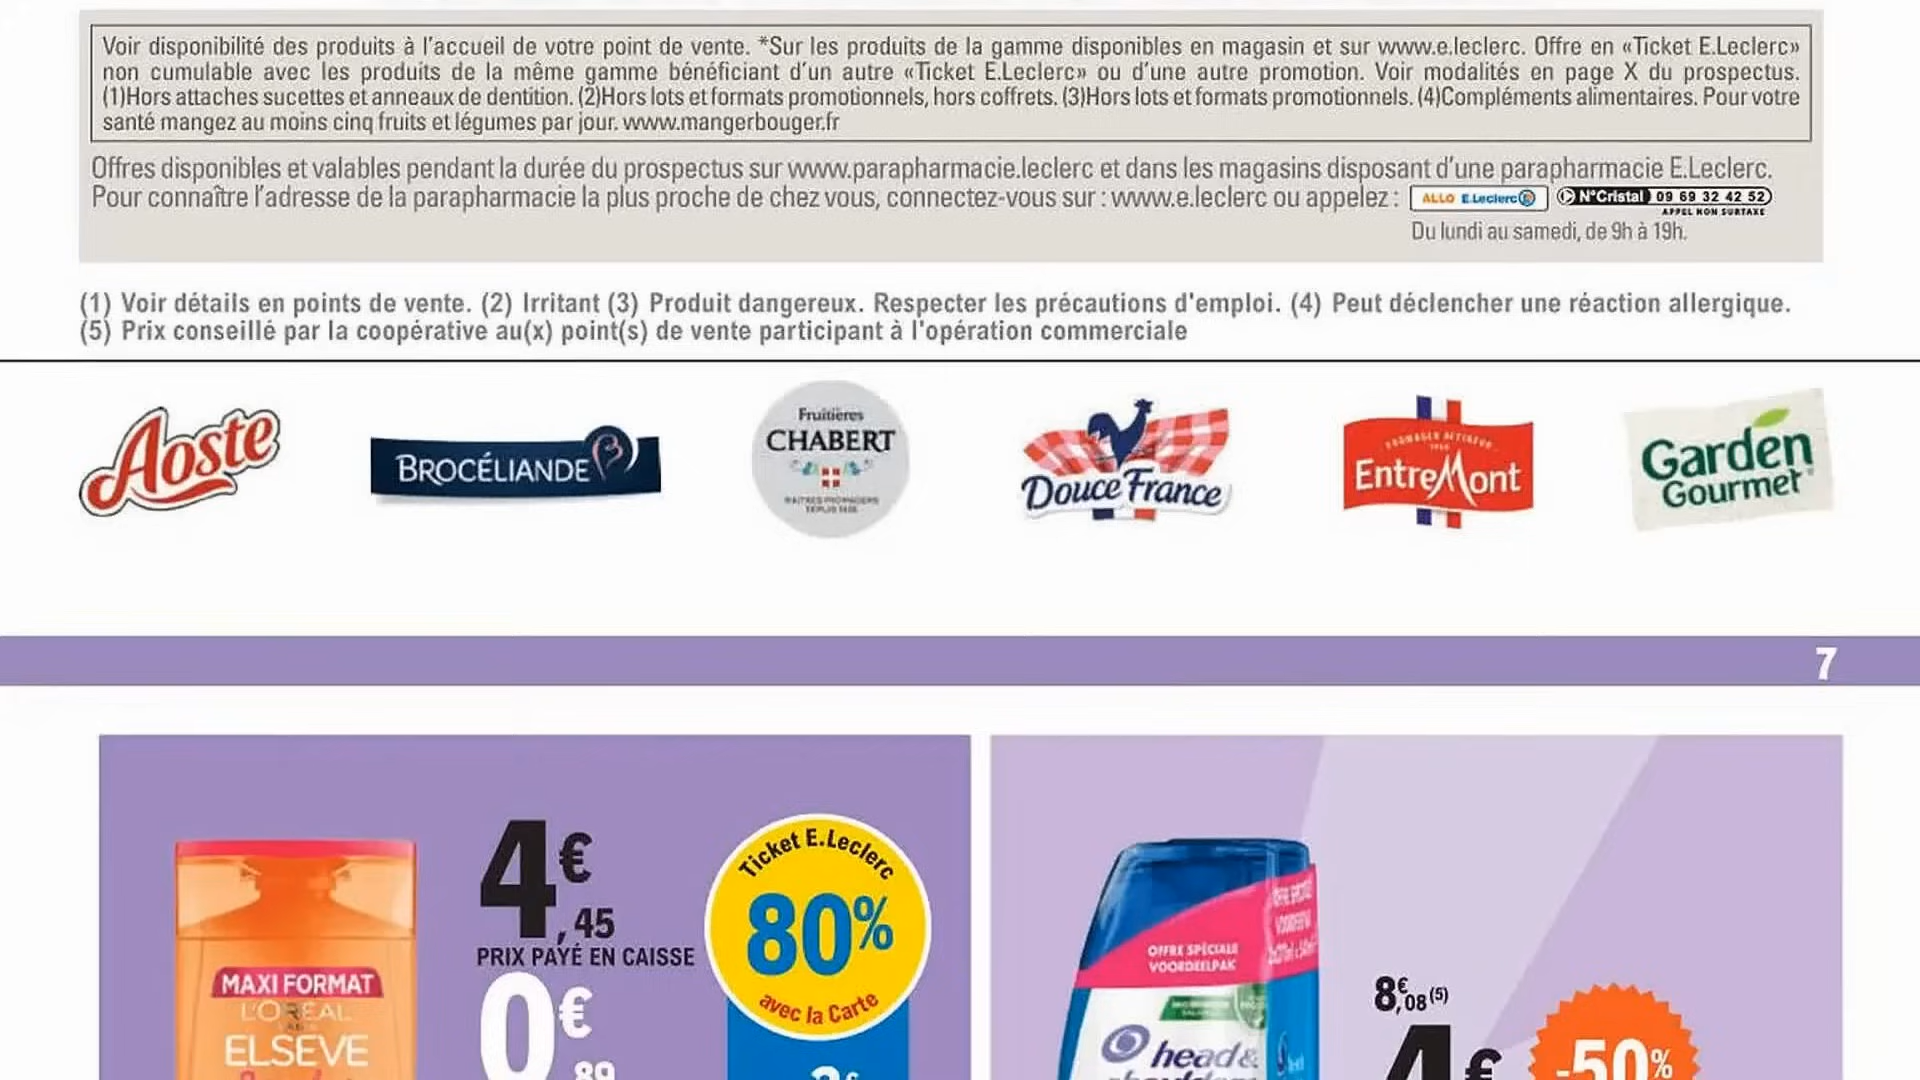 Voir disponibilité des produits à l'accueil de votre point de vente. *Sur les produits de la gamme disponibles en magasin et sur www.e.leclerc. Offre en «Ticket E.Leclerc»
non cumulable avec les produits de la même gamme bénéficiant d'un autre «Ticket E.Leclerc» ou d'une autre promotion. Voir modalités en page X du prospectus.
(1)Hors attaches sucettes et anneaux de dentition. (2)Hors lots et formats promotionnels, hors coffrets. (3)Hors lots et formats promotionnels. (4)Compléments alimentaires. Pour votre
santé mangez au moins cinq fruits et légumes par jour. www.mangerbouger.fr
Offres disponibles et valables pendant la durée du prospectus sur www.parapharmacie.leclerc et dans les magasins disposant d'une parapharmacie E.Leclerc.
Pour connaître l'adresse de la parapharmacie la plus proche de chez vous, connectez-vous sur : www.e.leclerc ou appelez : ALLO E.Leclerc N°Cristal 09 69 32 42 52
APPEL NON SURTAXE
Du lundi au samedi, de 9h à 19h.
(1) Voir détails en points de vente. (2) Irritant (3) Produit dangereux. Respecter les précautions d'emploi. (4) Peut déclencher une réaction allergique.
(5) Prix conseillé par la coopérative au(x) point(s) de vente participant à l'opération commerciale
Aoste
BROCÉLIANDE
Fruitières
CHABERT
Douce France
EntreMont
Garden
Gourmet
7
4€,45
PRIX PAYÉ EN CAISSE
0€,89
Ticket E.Leclerc
80%
avec la Carte
MAXI FORMAT
L'ORÉAL
ELSEVE
OFFRE SPÉCIALE
VOORDEELPAK
head&
8€,08(5)
4€
-50%